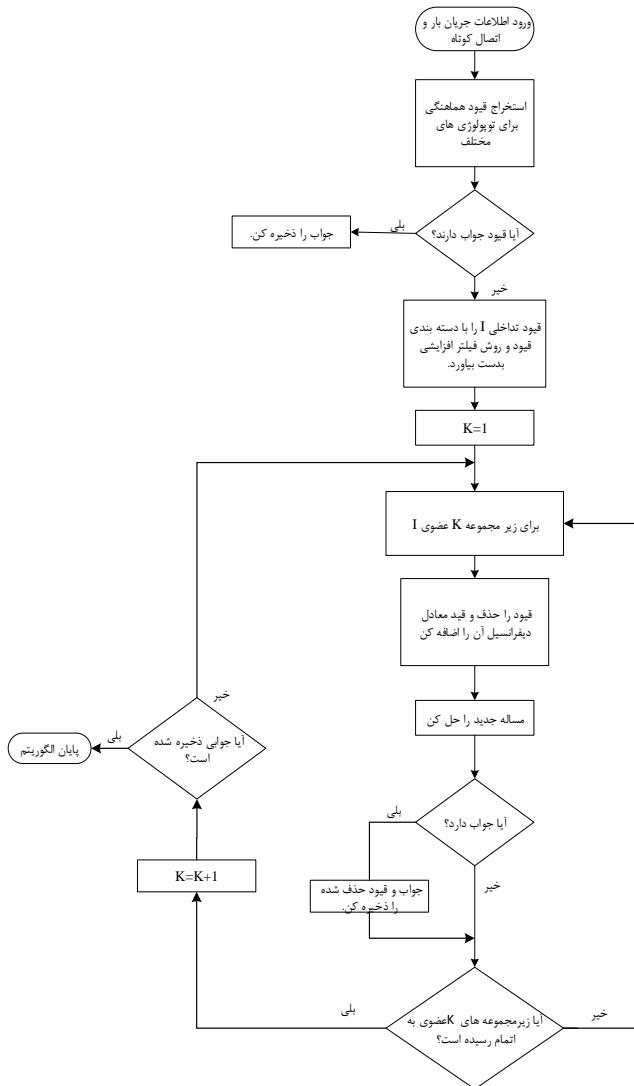 ورود اطلاعات جریان بار و
اتصال کوتاه
استخراج قیود هماهنگی
برای توپولوژی های
مختلف
آیا قیود جواب دارند؟
بلی
جواب را ذخیره کن.
خیر
قیود تداخلی I را با دسته بندی
قیود و روش فیلتر افزایشی
بدست بیاورد.
K=1
برای زیر مجموعه K عضوی I
قیود را حذف و قید معادل
دیفرانسیل آن را اضافه کن
مساله جدید را حل کن
آیا جواب دارد؟
بلی
خیر
جواب و قیود حذف شده
را ذخیره کن.
آیا زیرمجموعه های Kعضوی به
اتمام رسیده است؟
خیر
بلی
K=K+1
آیا جوابی ذخیره شده
است؟
خیر
بلی
پایان الگوریتم